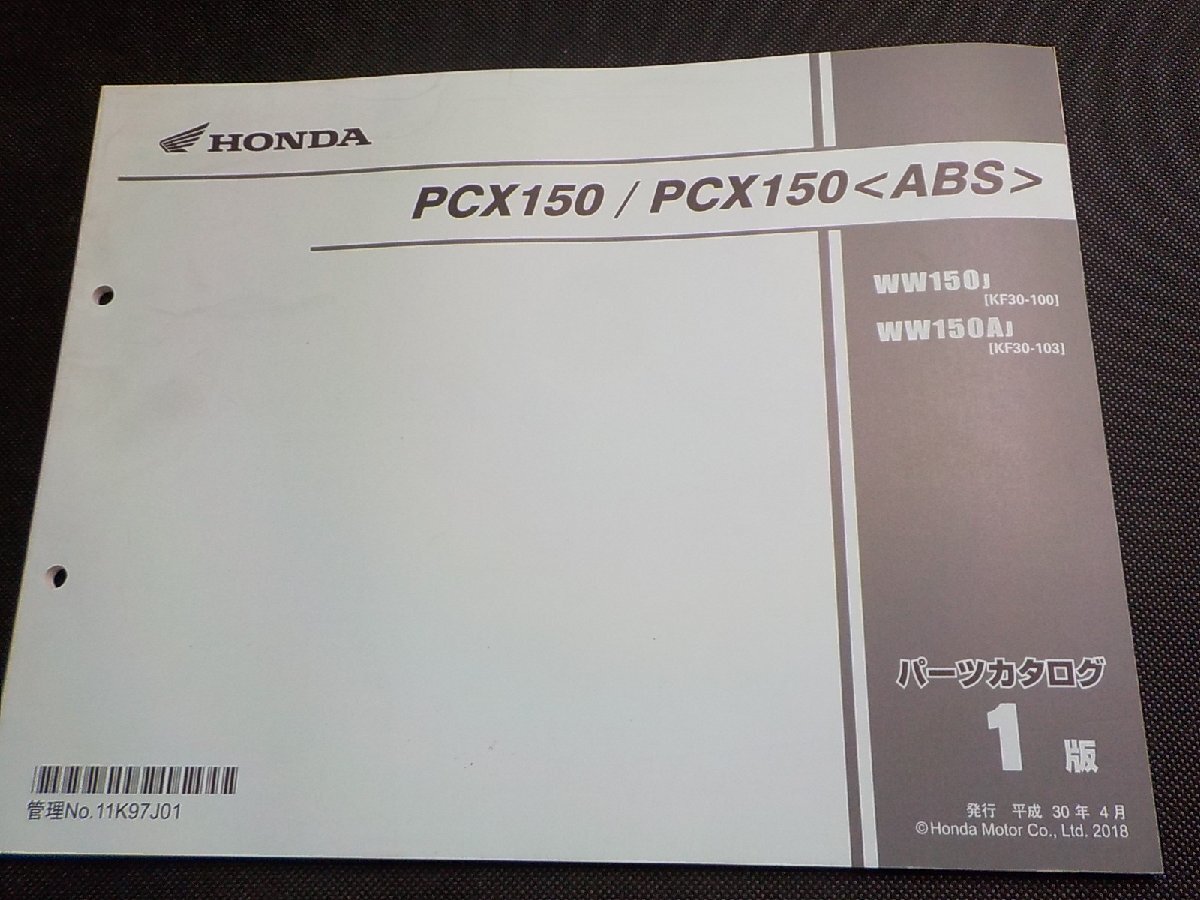 HONDA
PCX150 / PCX150<ABS>
WW150J
[KF30-100]
WW150AJ
[KF30-103]
パーツカタログ
1 版
発行 平成 30 年 4 月
©Honda Motor Co., Ltd. 2018
管理No.11K97J01